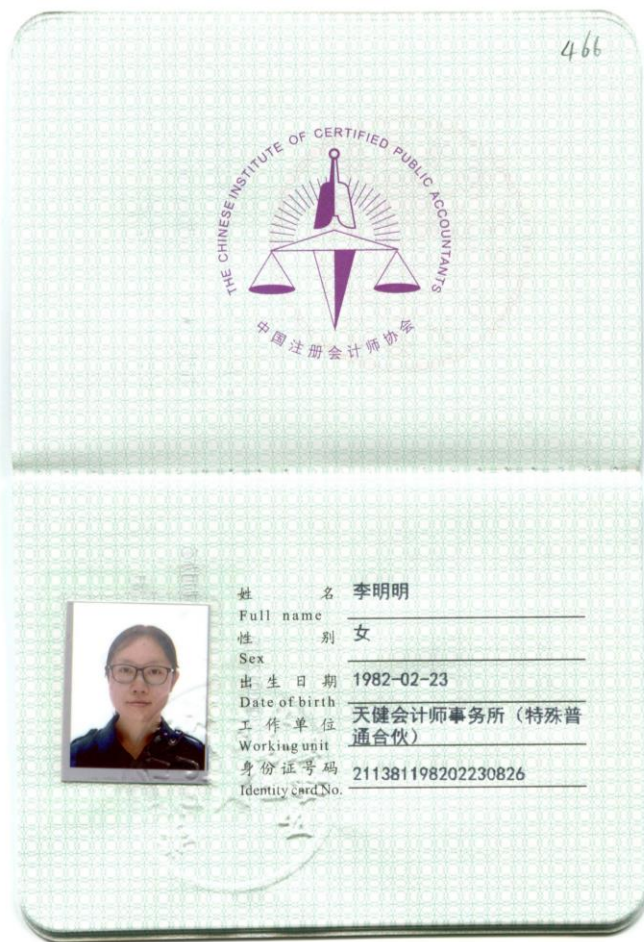 466
THE CHINESE INSTITUTE OF CERTIFIED PUBLIC ACCOUNTANTS
中国注册会计师协会
姓 名 李明明
Full name
性 别 女
Sex
出生日期 1982-02-23
Date of birth
工作单位 天健会计师事务所（特殊普
Working unit 通合伙）
身份证号码 211381198202230826
Identity card No.